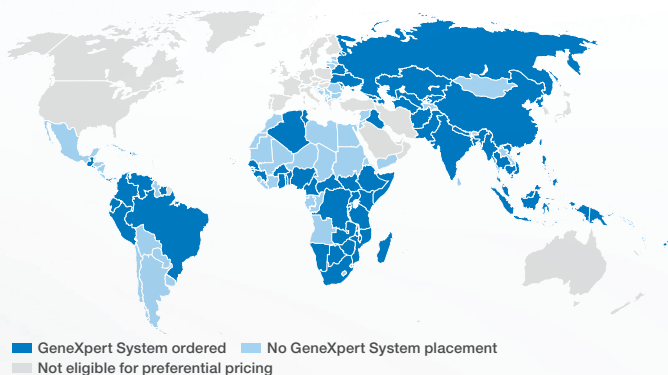 GeneXpert System ordered No GeneXpert System placement
Not eligible for preferential pricing